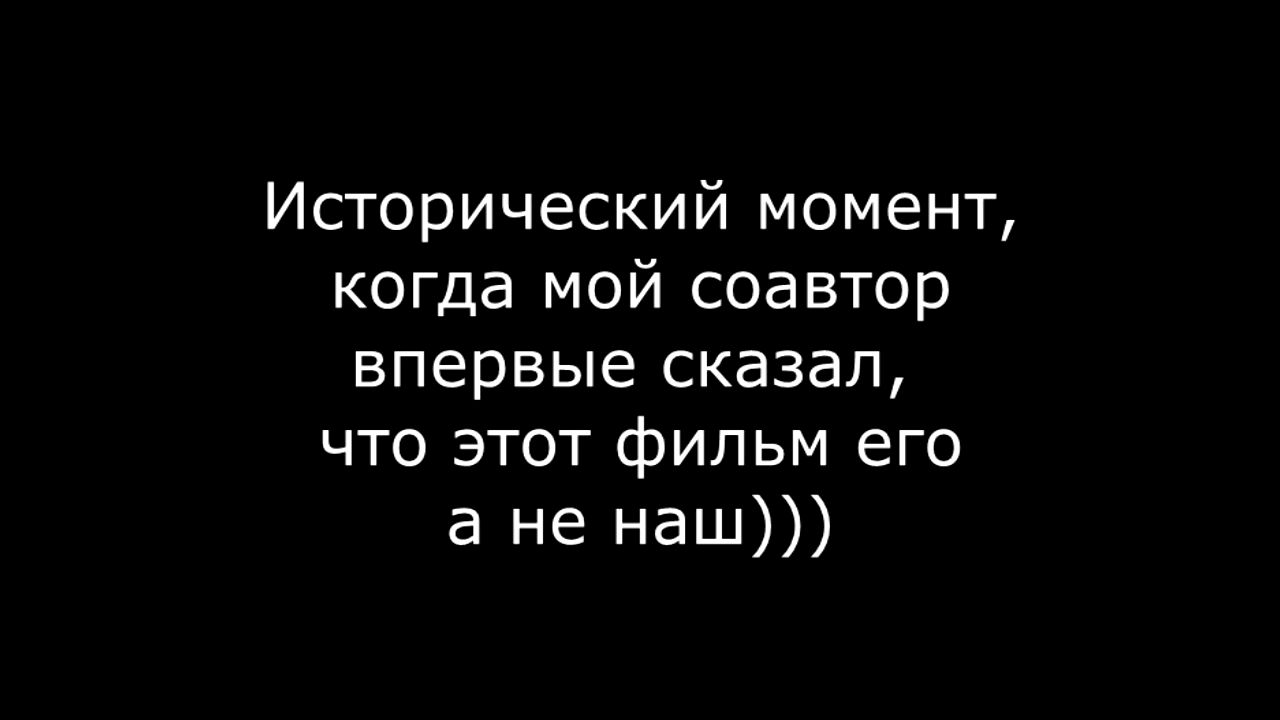 Исторический момент,
когда мой соавтор
впервые сказал,
что этот фильм его
а не наш)))